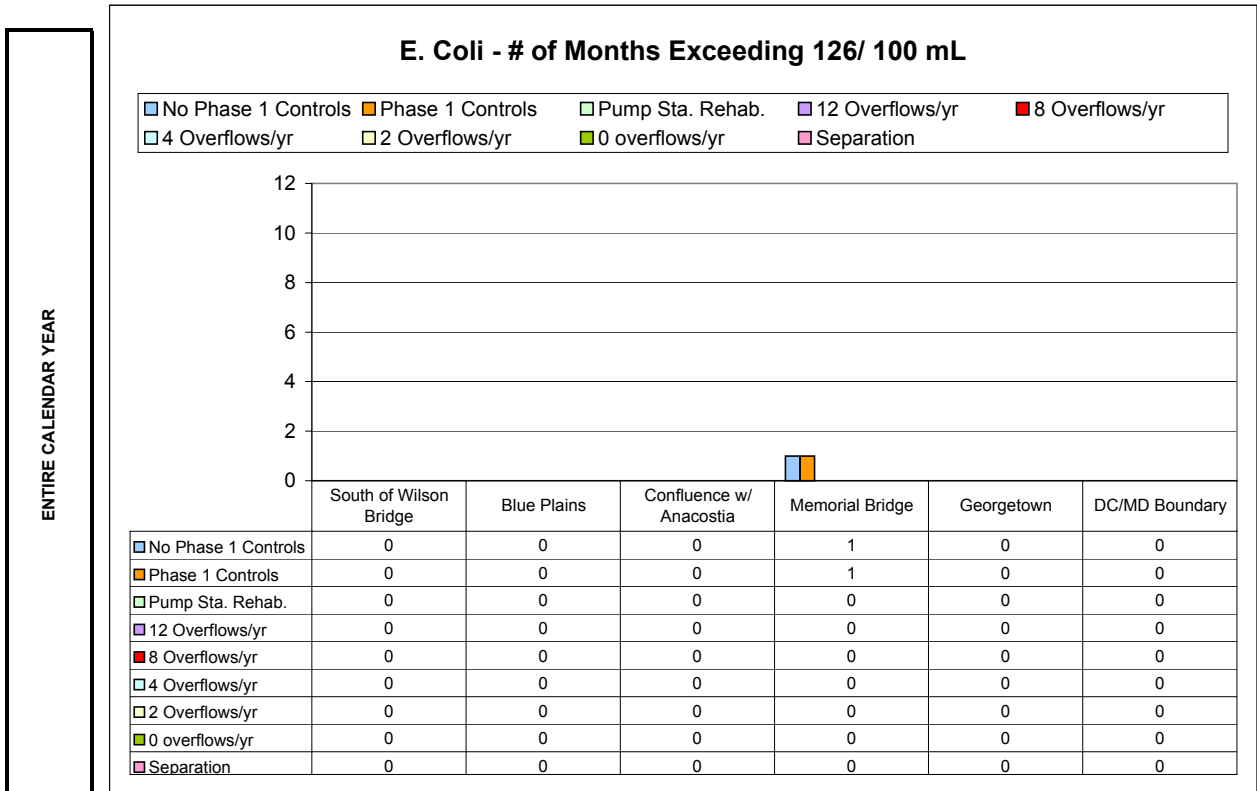 ENTIRE CALENDAR YEAR
E. Coli - # of Months Exceeding 126/ 100 mL
No Phase 1 Controls Phase 1 Controls Pump Sta. Rehab. 12 Overflows/yr 8 Overflows/yr
4 Overflows/yr 2 Overflows/yr 0 overflows/yr Separation
12
10
8
6
4
2
0
South of Wilson Bridge Blue Plains Confluence w/ Anacostia Memorial Bridge Georgetown DC/MD Boundary
No Phase 1 Controls 0 0 0 1 0 0
Phase 1 Controls 0 0 0 1 0 0
Pump Sta. Rehab. 0 0 0 0 0 0
12 Overflows/yr 0 0 0 0 0 0
8 Overflows/yr 0 0 0 0 0 0
4 Overflows/yr 0 0 0 0 0 0
2 Overflows/yr 0 0 0 0 0 0
0 overflows/yr 0 0 0 0 0 0
Separation 0 0 0 0 0 0